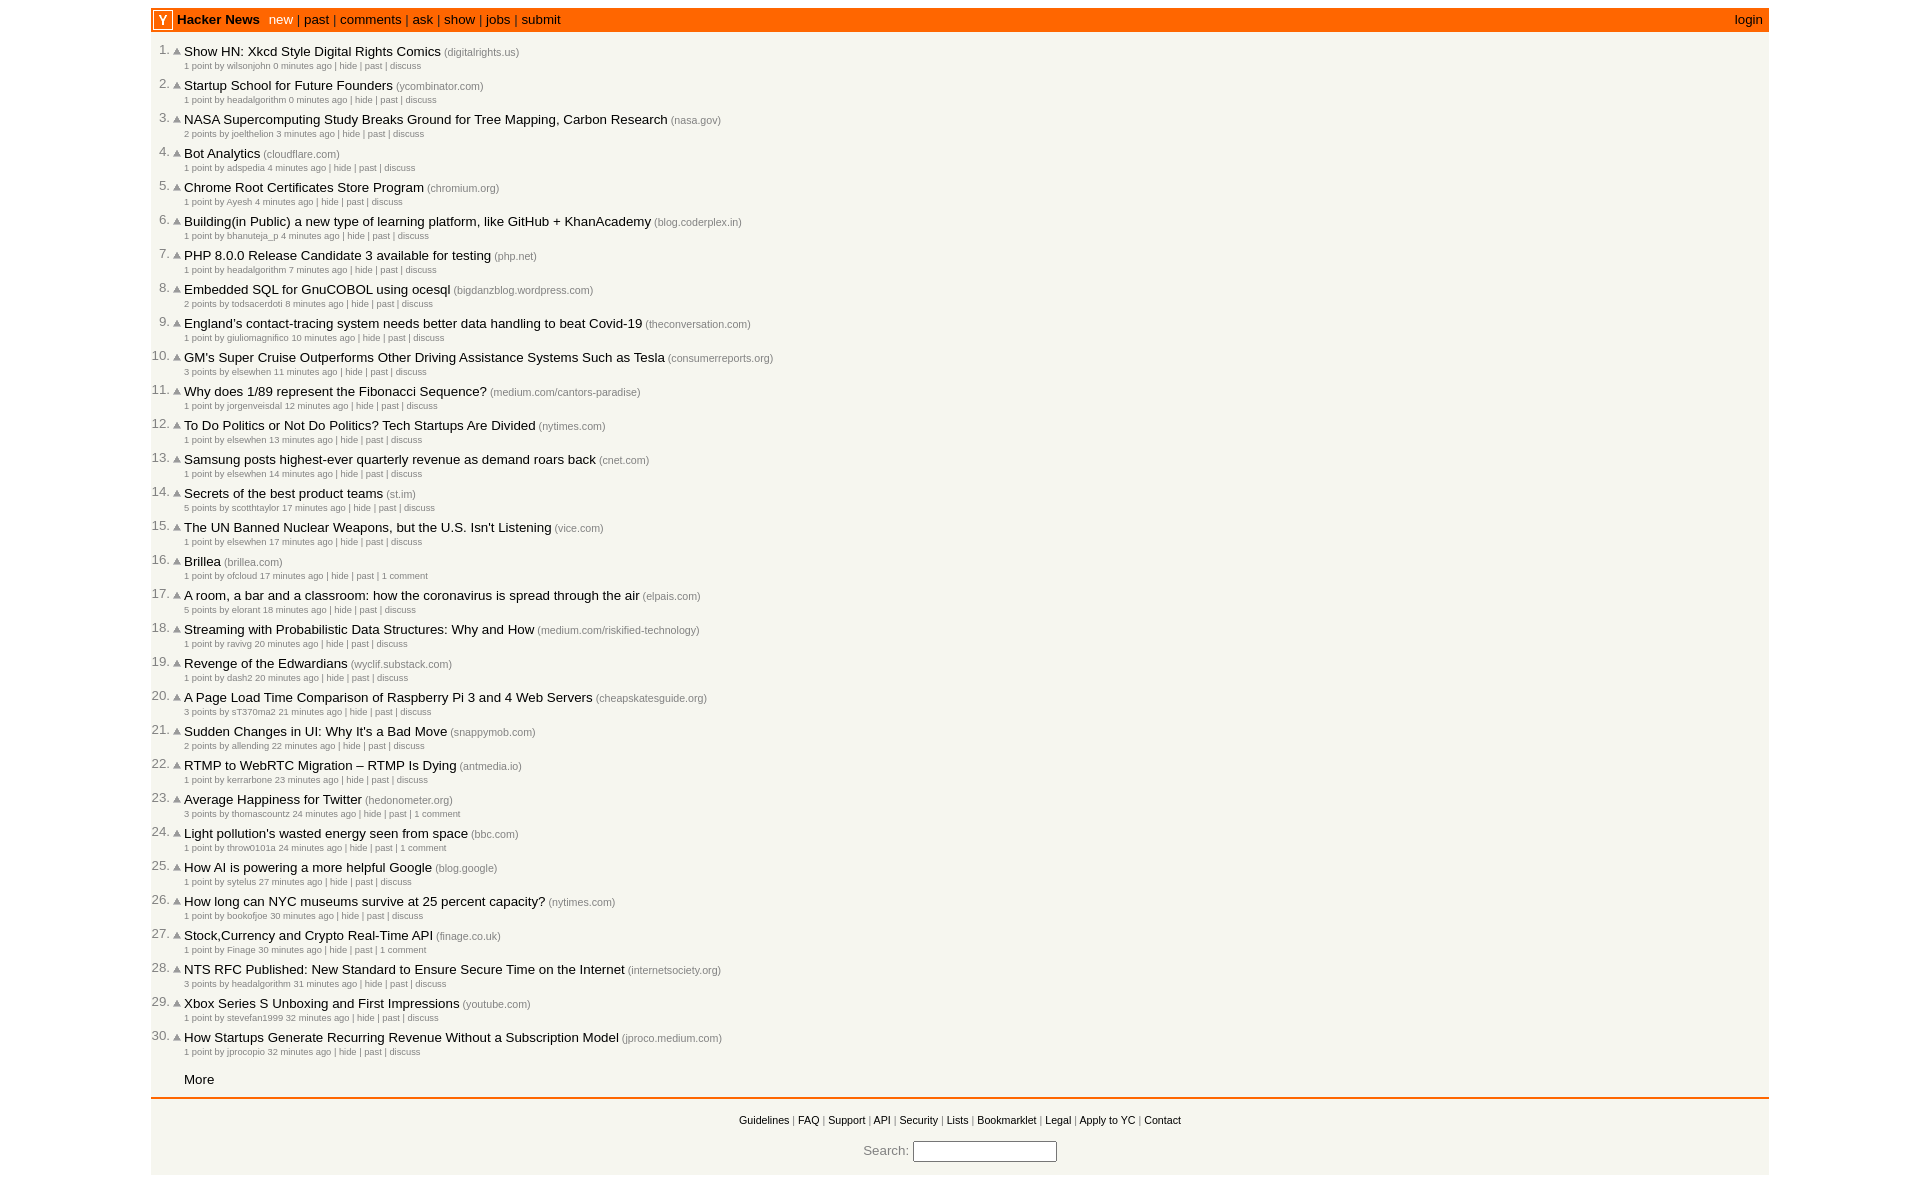 Y Hacker News new | past | comments | ask | show | jobs | submit login
1. Show HN: Xkcd Style Digital Rights Comics (digitalrights.us)
1 point by wilsonjohn 0 minutes ago | hide | past | discuss
2. Startup School for Future Founders (ycombinator.com)
1 point by headalgorithm 0 minutes ago | hide | past | discuss
3. NASA Supercomputing Study Breaks Ground for Tree Mapping, Carbon Research (nasa.gov)
2 points by joelthelion 3 minutes ago | hide | past | discuss
4. Bot Analytics (cloudflare.com)
1 point by adspedia 4 minutes ago | hide | past | discuss
5. Chrome Root Certificates Store Program (chromium.org)
1 point by Ayesh 4 minutes ago | hide | past | discuss
6. Building(in Public) a new type of learning platform, like GitHub + KhanAcademy (blog.coderplex.in)
1 point by bhanuteja_p 4 minutes ago | hide | past | discuss
7. PHP 8.0.0 Release Candidate 3 available for testing (php.net)
1 point by headalgorithm 7 minutes ago | hide | past | discuss
8. Embedded SQL for GnuCOBOL using ocesql (bigdanzblog.wordpress.com)
2 points by todsacerdoti 8 minutes ago | hide | past | discuss
9. England's contact-tracing system needs better data handling to beat Covid-19 (theconversation.com)
1 point by giuliomagnifico 10 minutes ago | hide | past | discuss
10. GM's Super Cruise Outperforms Other Driving Assistance Systems Such as Tesla (consumerreports.org)
3 points by elsewhen 11 minutes ago | hide | past | discuss
11. Why does 1/89 represent the Fibonacci Sequence? (medium.com/cantors-paradise)
1 point by jorgenveisdal 12 minutes ago | hide | past | discuss
12. To Do Politics or Not Do Politics? Tech Startups Are Divided (nytimes.com)
1 point by elsewhen 13 minutes ago | hide | past | discuss
13. Samsung posts highest-ever quarterly revenue as demand roars back (cnet.com)
1 point by elsewhen 14 minutes ago | hide | past | discuss
14. Secrets of the best product teams (st.im)
5 points by scotthtaylor 17 minutes ago | hide | past | discuss
15. The UN Banned Nuclear Weapons, but the U.S. Isn't Listening (vice.com)
1 point by elsewhen 17 minutes ago | hide | past | discuss
16. Brillea (brillea.com)
1 point by ofcloud 17 minutes ago | hide | past | 1 comment
17. A room, a bar and a classroom: how the coronavirus is spread through the air (elpais.com)
5 points by elorant 18 minutes ago | hide | past | discuss
18. Streaming with Probabilistic Data Structures: Why and How (medium.com/riskified-technology)
1 point by ravivg 20 minutes ago | hide | past | discuss
19. Revenge of the Edwardians (wyclif.substack.com)
1 point by dash2 20 minutes ago | hide | past | discuss
20. A Page Load Time Comparison of Raspberry Pi 3 and 4 Web Servers (cheapskatesguide.org)
3 points by sT370ma2 21 minutes ago | hide | past | discuss
21. Sudden Changes in UI: Why It's a Bad Move (snappymob.com)
2 points by allending 22 minutes ago | hide | past | discuss
22. RTMP to WebRTC Migration – RTMP Is Dying (antmedia.io)
1 point by kerrarbone 23 minutes ago | hide | past | discuss
23. Average Happiness for Twitter (hedonometer.org)
3 points by thomascountz 24 minutes ago | hide | past | 1 comment
24. Light pollution's wasted energy seen from space (bbc.com)
1 point by throw0101a 24 minutes ago | hide | past | 1 comment
25. How AI is powering a more helpful Google (blog.google)
1 point by sytelus 27 minutes ago | hide | past | discuss
26. How long can NYC museums survive at 25 percent capacity? (nytimes.com)
1 point by bookofjoe 30 minutes ago | hide | past | discuss
27. Stock,Currency and Crypto Real-Time API (finage.co.uk)
1 point by Finage 30 minutes ago | hide | past | 1 comment
28. NTS RFC Published: New Standard to Ensure Secure Time on the Internet (internetsociety.org)
3 points by headalgorithm 31 minutes ago | hide | past | discuss
29. Xbox Series S Unboxing and First Impressions (youtube.com)
1 point by stevefan1999 32 minutes ago | hide | past | discuss
30. How Startups Generate Recurring Revenue Without a Subscription Model (jproco.medium.com)
1 point by jprocopio 32 minutes ago | hide | past | discuss
More
Guidelines | FAQ | Support | API | Security | Lists | Bookmarklet | Legal | Apply to YC | Contact
Search: